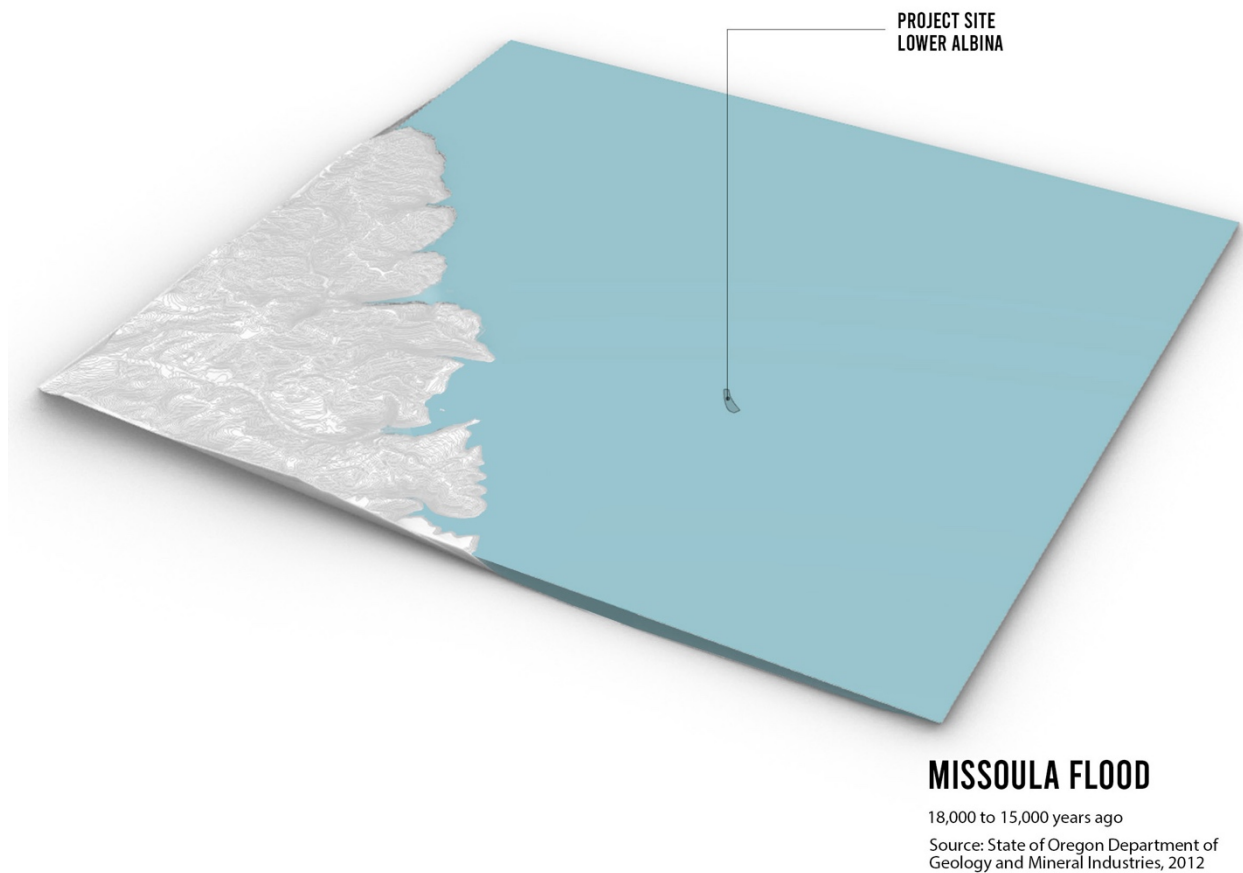 PROJECT SITE
LOWER ALBINA
MISSOULA FLOOD
18,000 to 15,000 years ago
Source: State of Oregon Department of
Geology and Mineral Industries, 2012